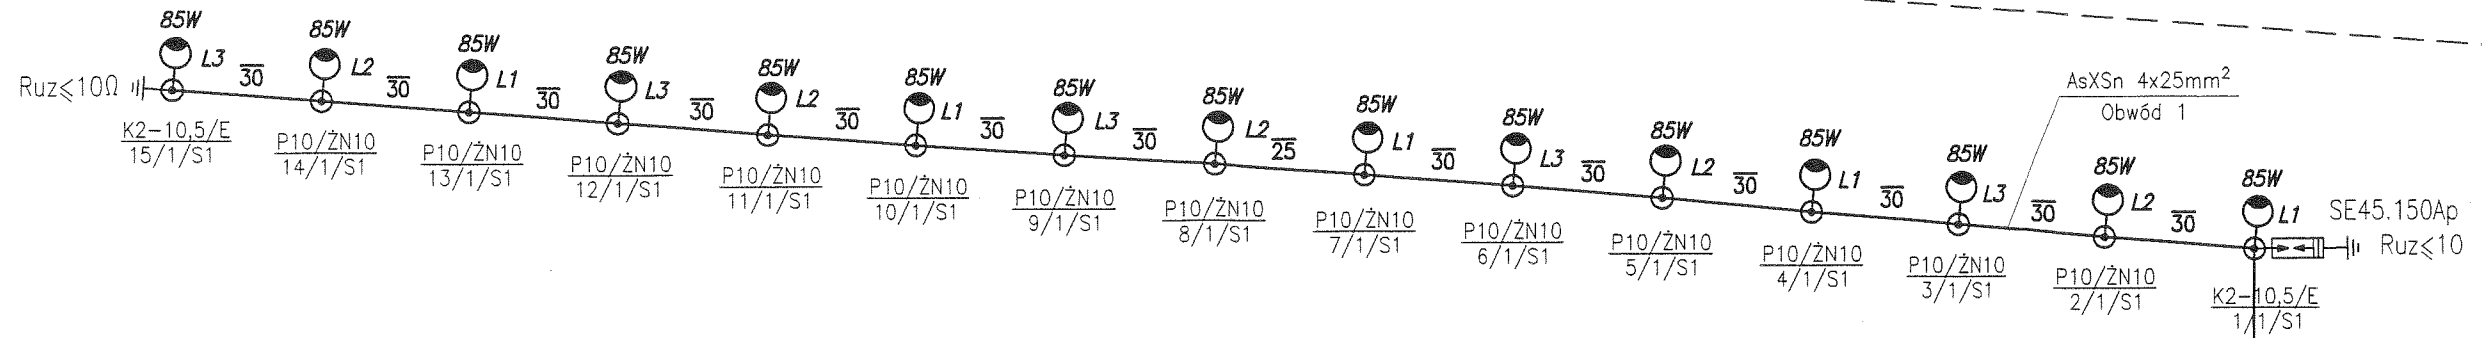 85W
L3
30
Ruz≤10Ω
K2-10,5/E
15/1/S1
85W
L2
30
P10/ŻN10
14/1/S1
85W
L1
30
P10/ŻN10
13/1/S1
85W
L3
30
P10/ŻN10
12/1/S1
85W
L2
30
P10/ŻN10
11/1/S1
85W
L1
30
P10/ŻN10
10/1/S1
85W
L3
30
P10/ŻN10
9/1/S1
85W
L2
25
P10/ŻN10
8/1/S1
85W
L1
30
P10/ŻN10
7/1/S1
85W
L3
30
P10/ŻN10
6/1/S1
85W
L2
30
P10/ŻN10
5/1/S1
85W
L1
30
P10/ŻN10
4/1/S1
AsXSn 4x25mm²
Obwód 1
85W
L3
30
P10/ŻN10
3/1/S1
85W
L2
30
P10/ŻN10
2/1/S1
85W
L1
SE45.150Ap
Ruz≤10
K2-10,5/E
1/1/S1